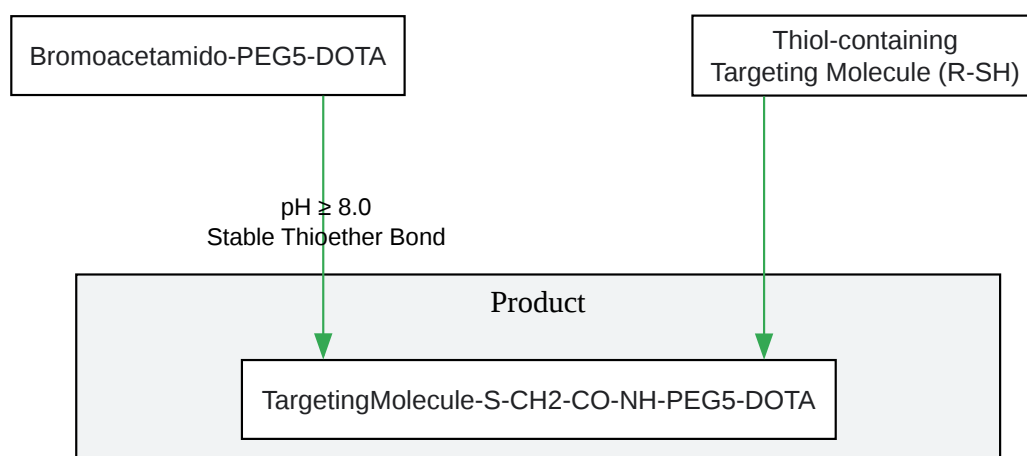 Bromoacetamido-PEG5-DOTA
Thiol-containing
Targeting Molecule (R-SH)
pH ≥ 8.0
Stable Thioether Bond
Product
TargetingMolecule-S-CH2-CO-NH-PEG5-DOTA